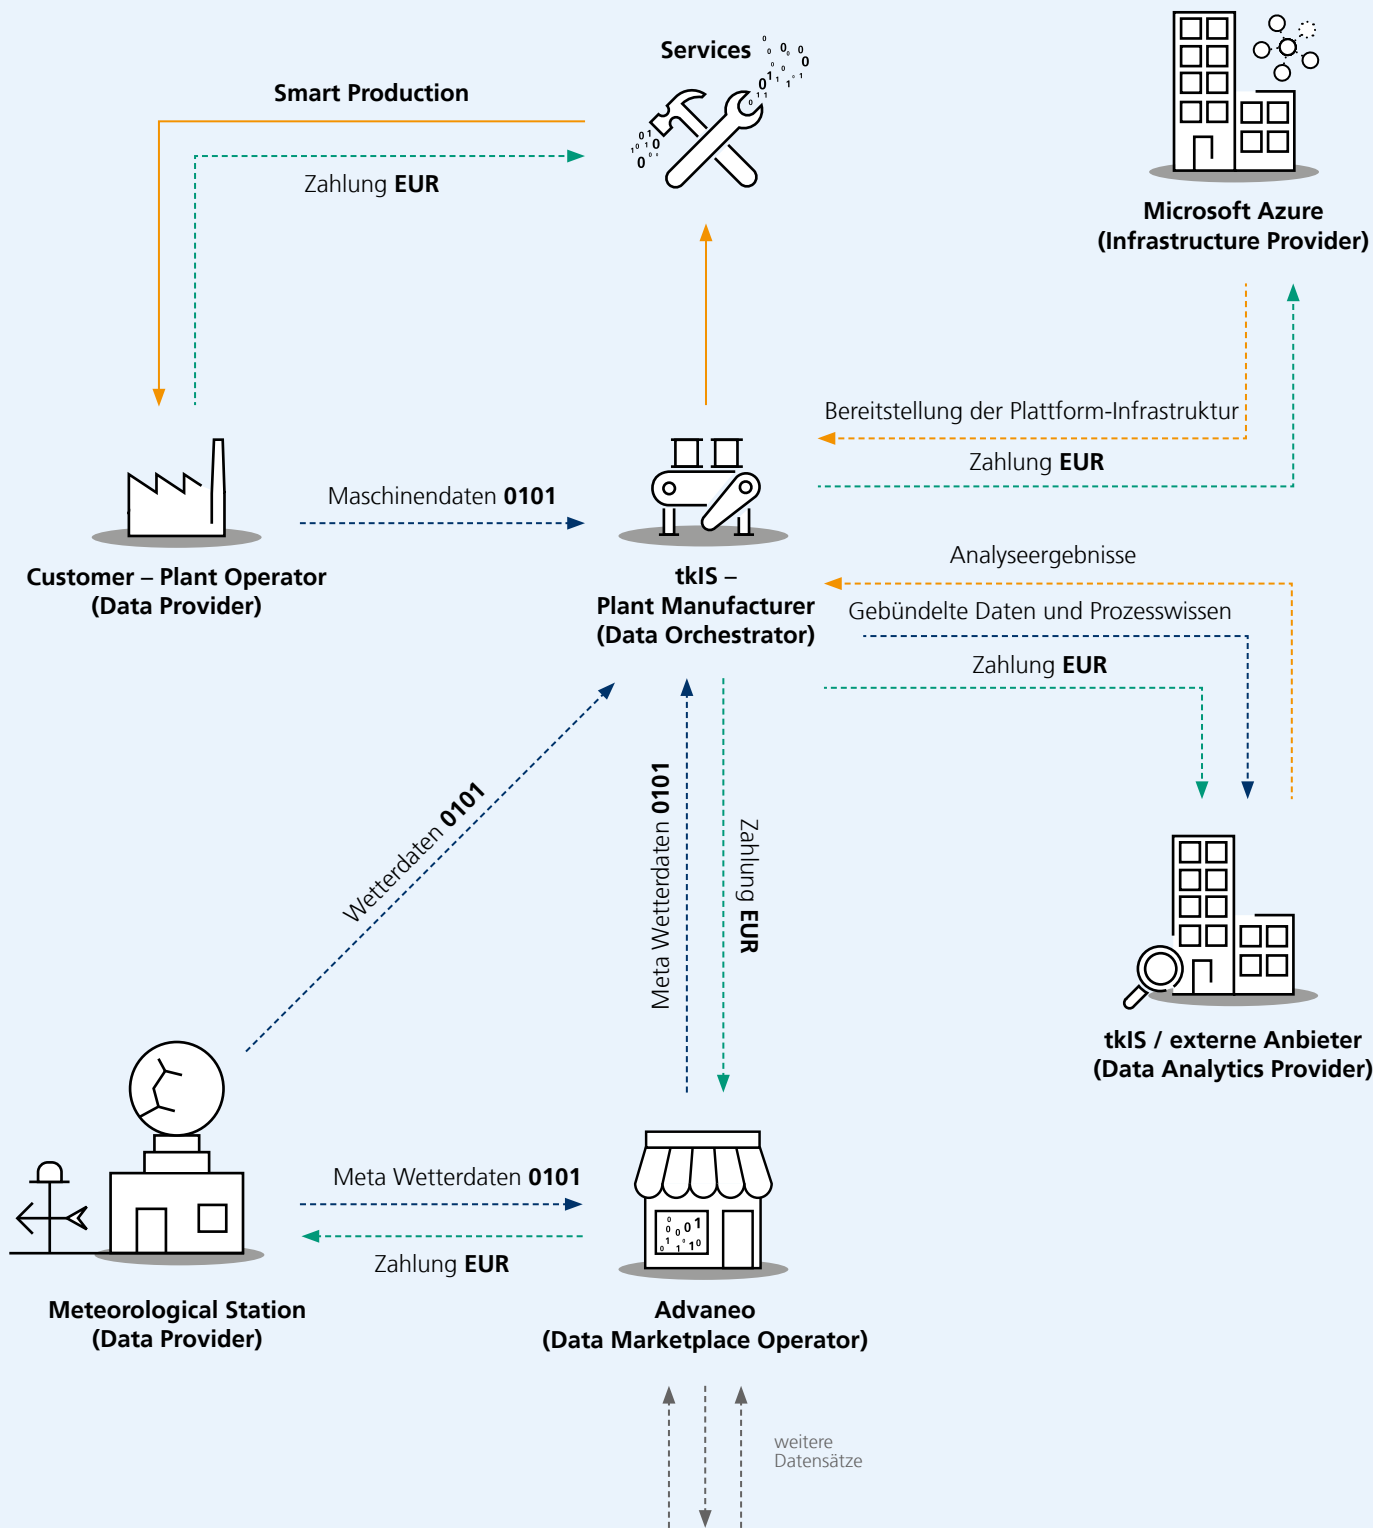 Services
Smart Production
Zahlung EUR
Microsoft Azure
(Infrastructure Provider)
Bereitstellung der Plattform-Infrastruktur
Zahlung EUR
Maschinendaten 0101
Customer – Plant Operator
(Data Provider)
tkIS –
Plant Manufacturer
(Data Orchestrator)
Analyseergebnisse
Gebündelte Daten und Prozesswissen
Zahlung EUR
Wetterdaten 0101
Meta Wetterdaten 0101
Zahlung EUR
tkIS / externe Anbieter
(Data Analytics Provider)
Meta Wetterdaten 0101
Zahlung EUR
Meteorological Station
(Data Provider)
Advaneo
(Data Marketplace Operator)
weitere
Datensätze